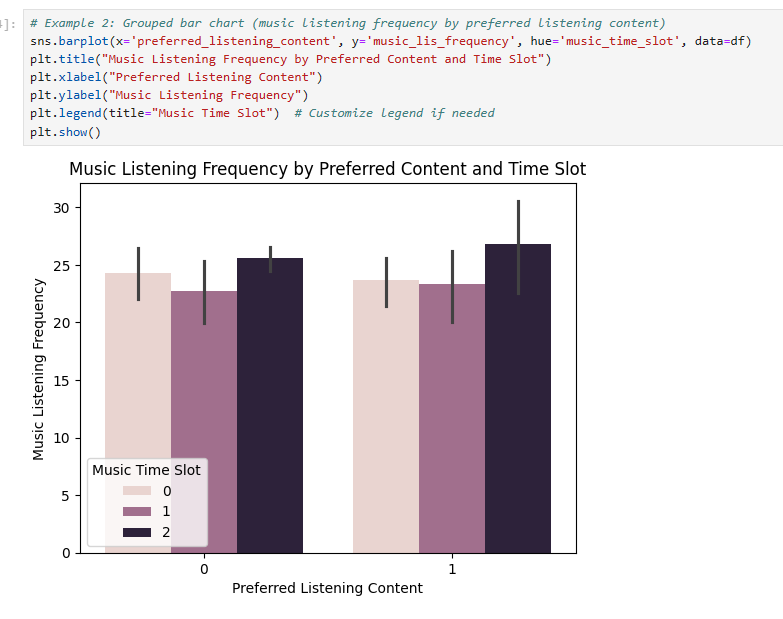 ]:
# Example 2: Grouped bar chart (music listening frequency by preferred listening content)
sns.barplot(x='preferred_listening_content', y='music_lis_frequency', hue='music_time_slot', data=df)
plt.title("Music Listening Frequency by Preferred Content and Time Slot")
plt.xlabel("Preferred Listening Content")
plt.ylabel("Music Listening Frequency")
plt.legend(title="Music Time Slot")  # Customize legend if needed
plt.show()
Music Listening Frequency by Preferred Content and Time Slot
Music Listening Frequency
30
25
20
15
10
5
0
Music Time Slot
0
1
2
0
1
Preferred Listening Content